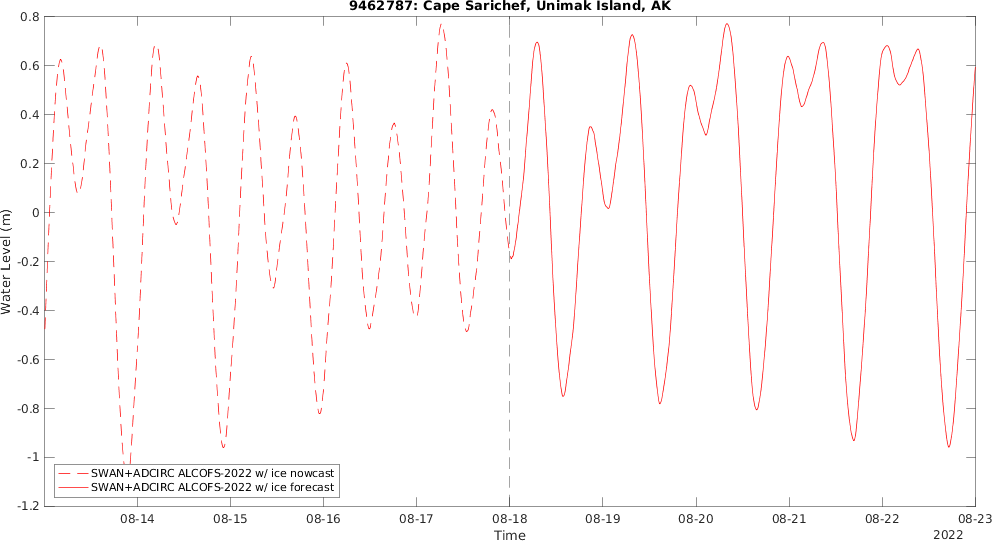 9462787: Cape Sarichef, Unimak Island, AK
Water Level (m)
0.8
0.6
0.4
0.2
0
-0.2
-0.4
-0.6
-0.8
-1
-1.2
SWAN+ADCIRC ALCOFS-2022 w/ ice nowcast
SWAN+ADCIRC ALCOFS-2022 w/ ice forecast
08-14 08-15 08-16 08-17 08-18 08-19 08-20 08-21 08-22 08-23
Time
2022